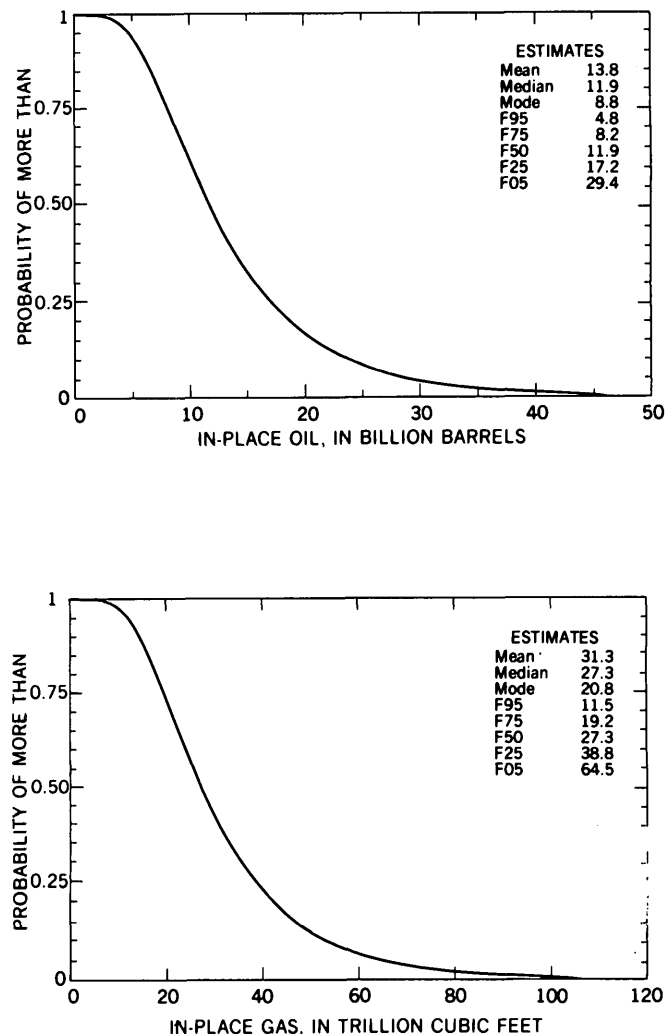 PROBABILITY OF MORE THAN
1
0.75
0.50
0.25
0
ESTIMATES
Mean 13.8
Median 11.9
Mode 8.8
F95 4.8
F75 8.2
F50 11.9
F25 17.2
F05 29.4
0 10 20 30 40 50
IN-PLACE OIL, IN BILLION BARRELS
PROBABILITY OF MORE THAN
1
0.75
0.50
0.25
0
ESTIMATES
Mean 31.3
Median 27.3
Mode 20.8
F95 11.5
F75 19.2
F50 27.3
F25 38.8
F05 64.5
0 20 40 60 80 100 120
IN-PLACE GAS, IN TRILLION CUBIC FEET